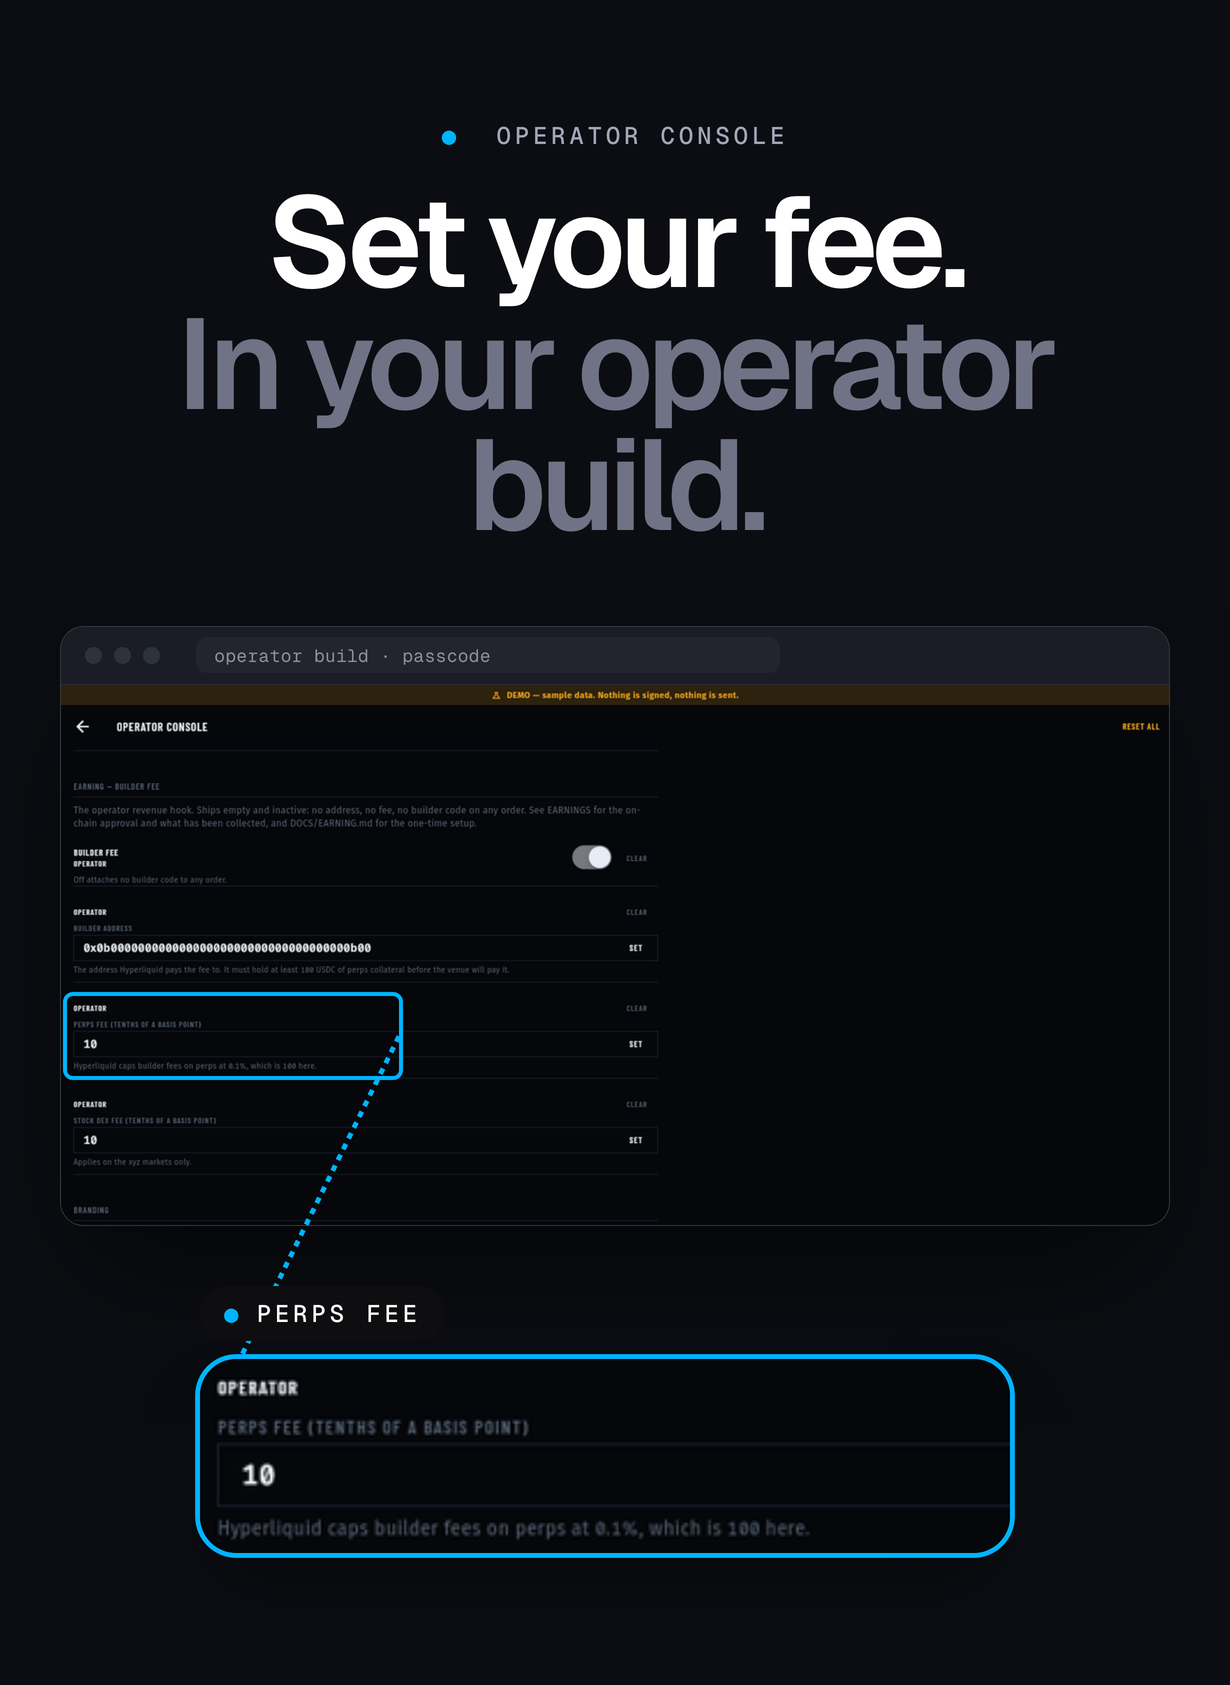 OPERATOR CONSOLE
Set your fee.
In your operator
build.
operator build · passcode
DEMO — sample data. Nothing is signed, nothing is sent.
OPERATOR CONSOLE
RESET ALL
EARNING — BUILDER FEE
The operator revenue hook. Ships empty and inactive: no address, no fee, no builder code on any order. See EARNINGS for the on-
chain approval and what has been collected, and DOCS/EARNING.md for the one-time setup.
BUILDER FEE
OPERATOR
CLEAR
Off attaches no builder code to any order.
OPERATOR
CLEAR
BUILDER ADDRESS
SET
The address Hyperliquid pays the fee to. It must hold at least 100 USDC of perps collateral before the venue will pay it.
OPERATOR
CLEAR
PERPS FEE (TENTHS OF A BASIS POINT)
10
SET
Hyperliquid caps builder fees on perps at 0.1%, which is 100 here.
OPERATOR
CLEAR
STOCK DEX FEE (TENTHS OF A BASIS POINT)
10
SET
Applies on the xyz markets only.
BRANDING
PERPS FEE
OPERATOR
PERPS FEE (TENTHS OF A BASIS POINT)
10
Hyperliquid caps builder fees on perps at 0.1%, which is 100 here.